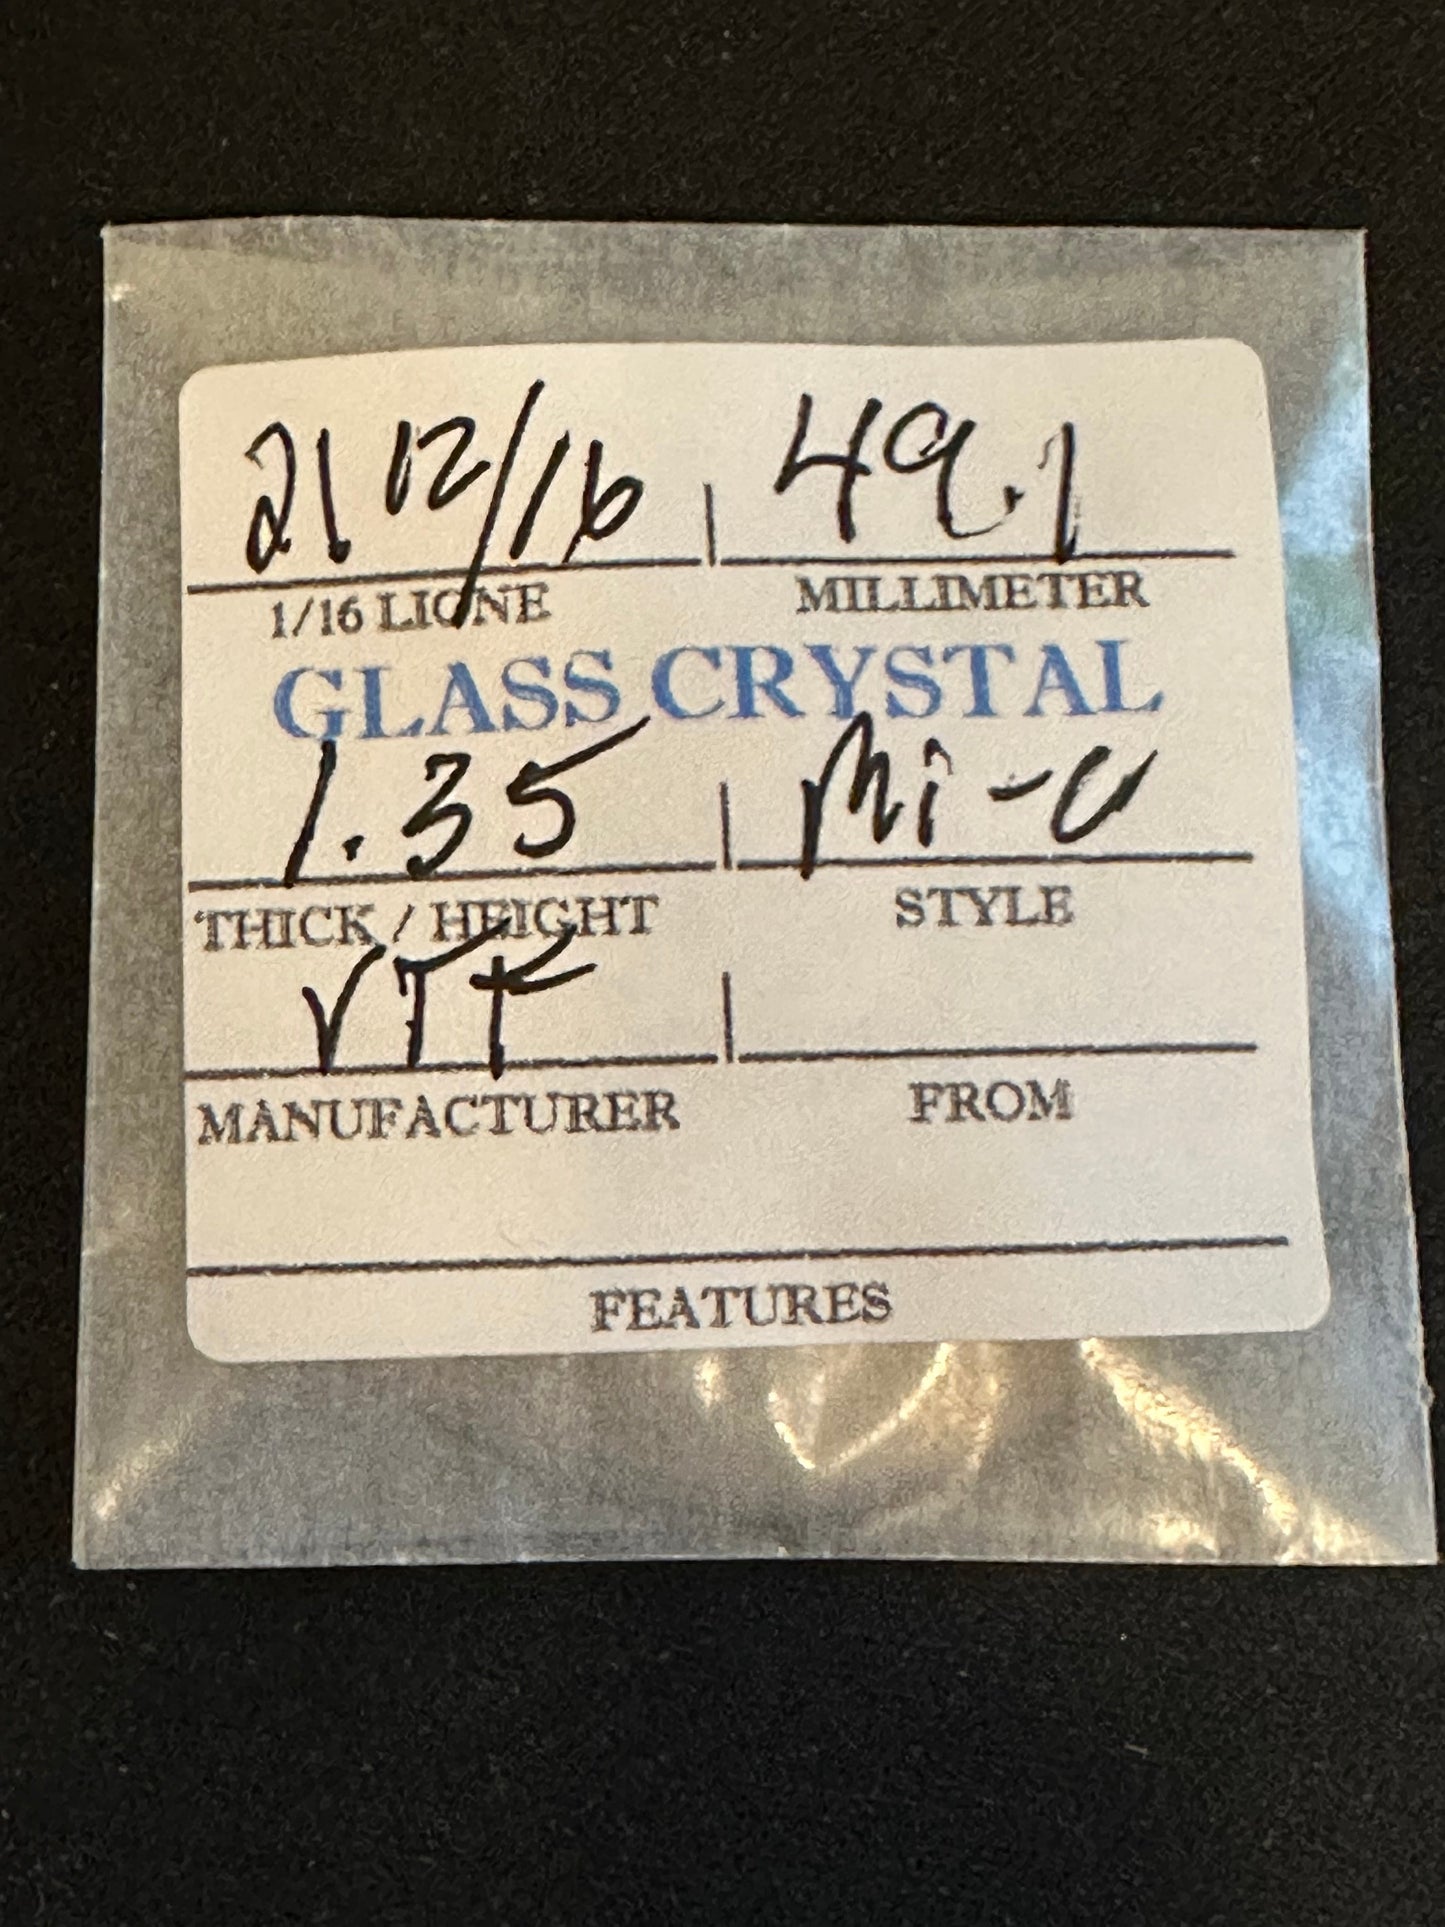 21 12/16 49.1
1/16 LIGNE MILLIMETER
GLASS CRYSTAL
1.35 Mi-C
THICK / HEIGHT STYLE
VTF
MANUFACTURER FROM
FEATURES